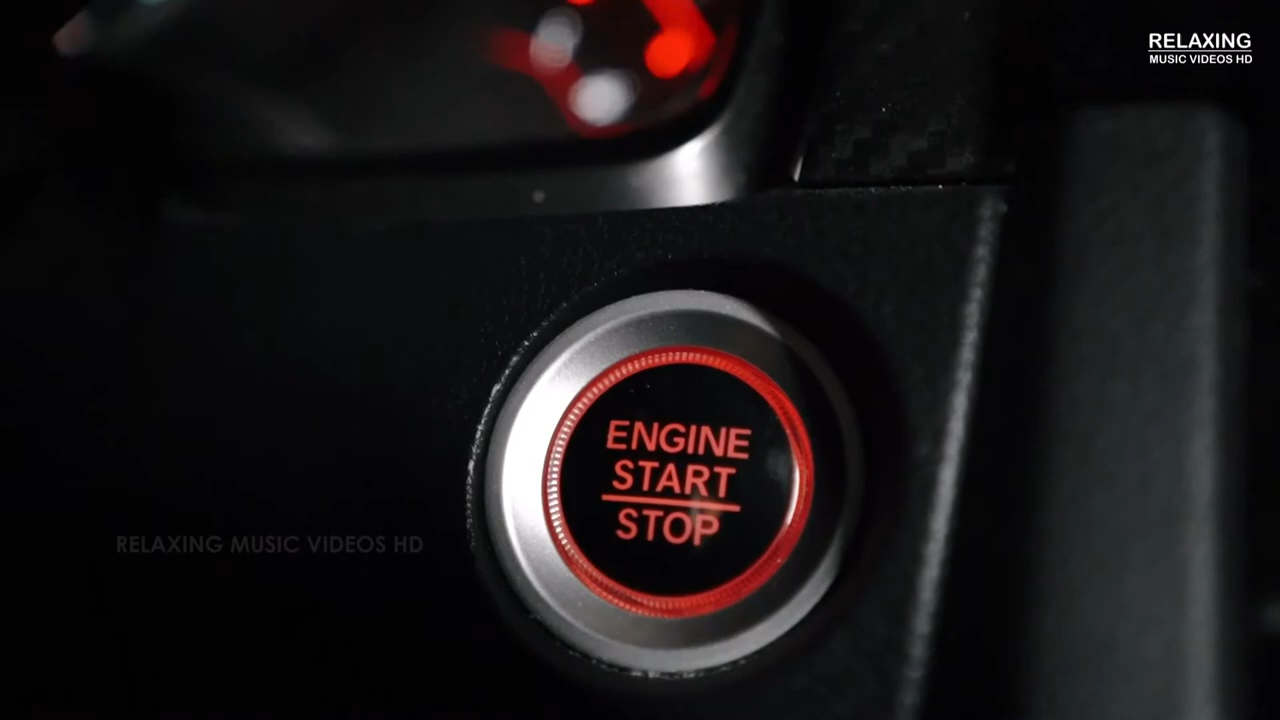 RELAXING
MUSIC VIDEOS HD
ENGINE
START
STOP
RELAXING MUSIC VIDEOS HD